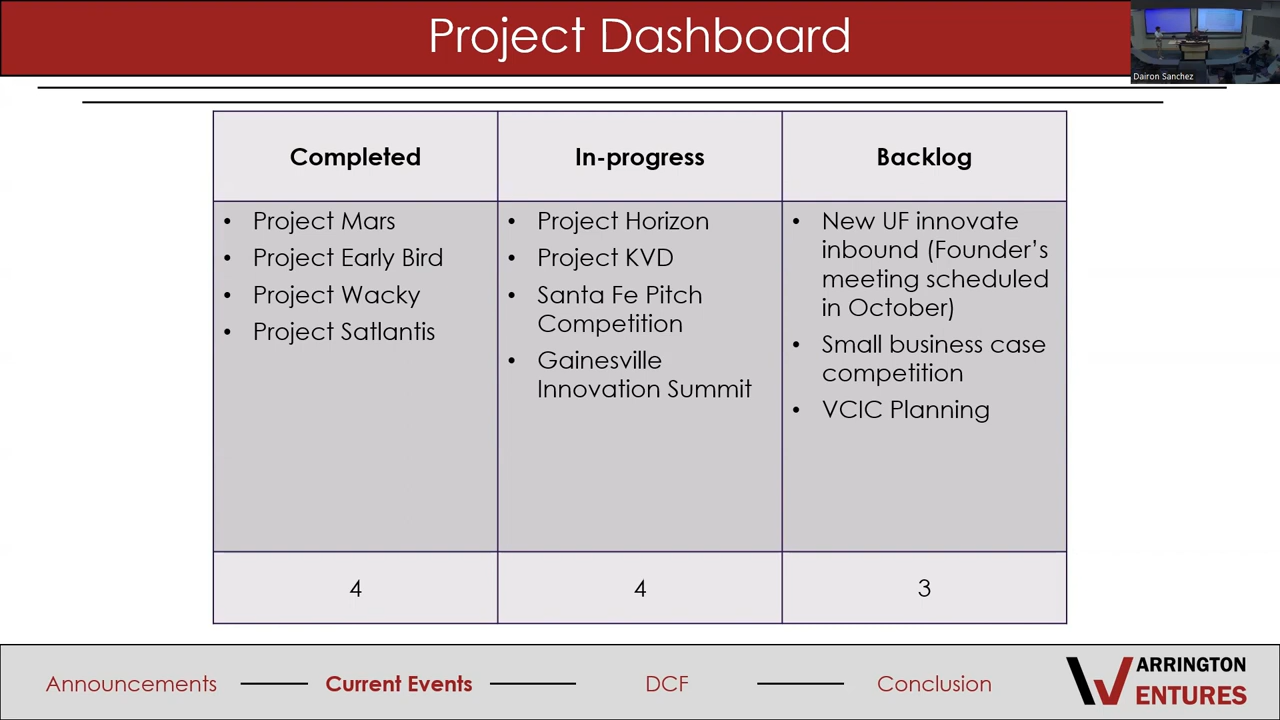 Project Dashboard
Dairon Sanchez
Completed
In-progress
Backlog
• Project Mars
• Project Early Bird
• Project Wacky
• Project Satlantis
• Project Horizon
• Project KVD
• Santa Fe Pitch
Competition
• Gainesville
Innovation Summit
• New UF innovate
inbound (Founder’s
meeting scheduled
in October)
• Small business case
competition
• VCIC Planning
4
4
3
Announcements
Current Events
DCF
Conclusion
WARRINGTON
VENTURES